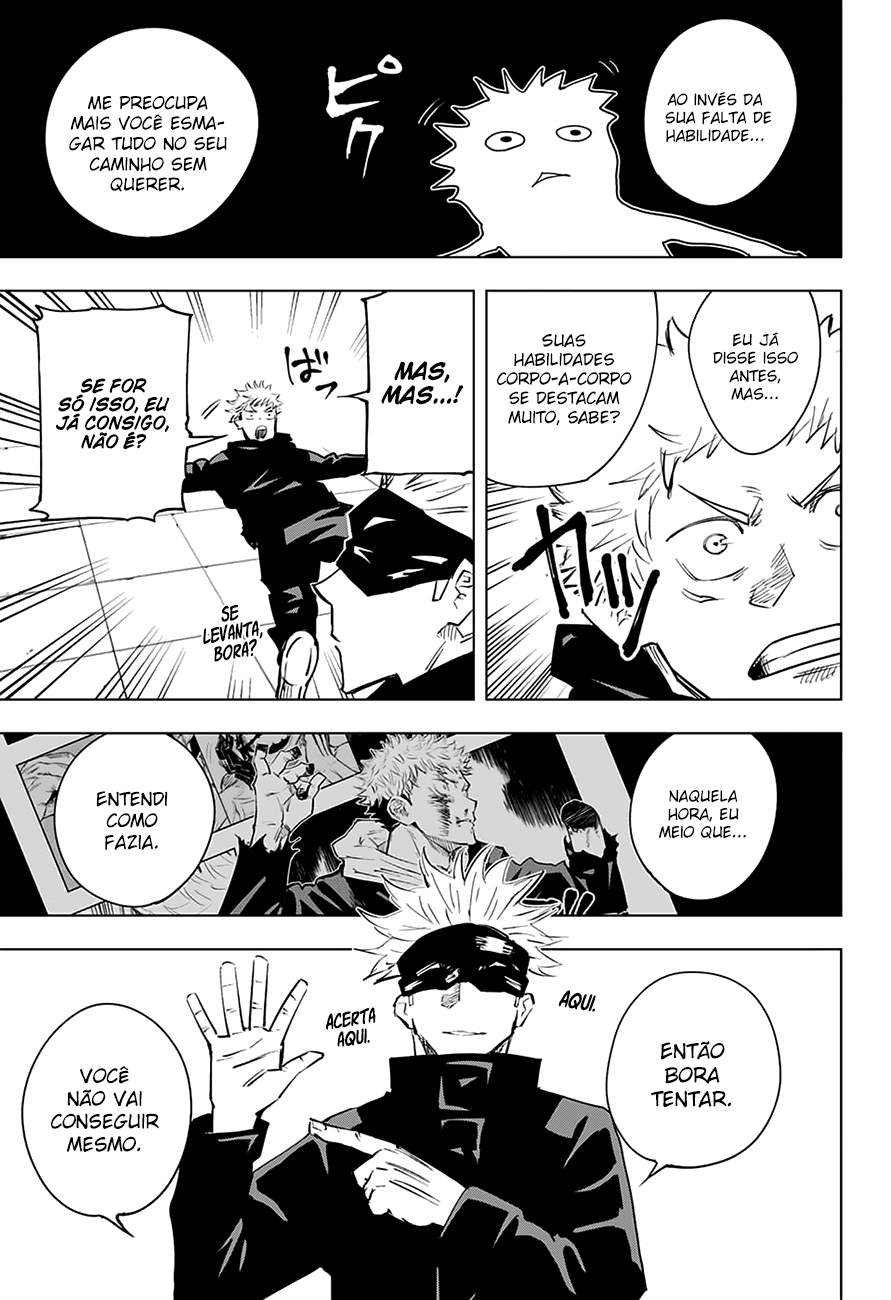 AO INVÉS DA
SUA FALTA DE
HABILIDADE...
ピク
ME PREOCUPA
MAIS VOCÊ ESMA-
GAR TUDO NO SEU
CAMINHO SEM
QUERER.
EU JÁ
DISSE ISSO
ANTES,
MAS...
SUAS
HABILIDADES
CORPO-A-CORPO
SE DESTACAM
MUITO, SABE?
MAS,
MAS...!
ばっ
SE FOR
SÓ ISSO, EU
JÁ CONSIGO,
NÃO É?
SE
LEVANTA,
BORA?
NAQUELA
HORA, EU
MEIO QUE...
ENTENDI
COMO
FAZIA.
ENTÃO
BORA
TENTAR.
AQUI.
ACERTA
AQUI.
VOCÊ
NÃO VAI
CONSEGUIR
MESMO.